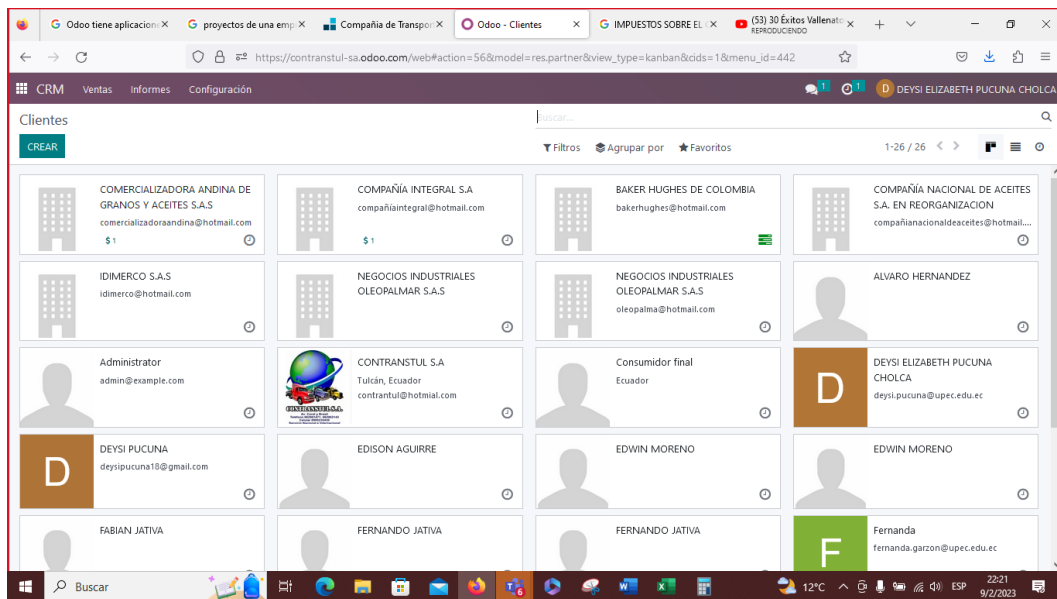 Odoo tiene aplicacion
proyectos de una emp
Compañia de Transpor
Odoo - Clientes
IMPUESTOS SOBRE EL
(53) 30 Éxitos Vallenato
REPRODUCIENDO
https://contranstul-sa.odoo.com/web#action=56&model=res.partner&view_type=kanban&cids=1&menu_id=442
CRM Ventas Informes Configuración
1 1 D DEYSI ELIZABETH PUCUNA CHOLCA
Clientes
Buscar...
CREAR
Filtros Agrupar por Favoritos
1-26 / 26
COMERCIALIZADORA ANDINA DE
GRANOS Y ACEITES S.A.S
comercializadoraandina@hotmail.com
$ 1
COMPAÑÍA INTEGRAL S.A
compañíaintegral@hotmail.com
$ 1
BAKER HUGHES DE COLOMBIA
bakerhughes@hotmail.com
COMPAÑÍA NACIONAL DE ACEITES
S.A. EN REORGANIZACION
compañianacionaldeaceites@hotmail....
IDIMERCO S.A.S
idimerco@hotmail.com
NEGOCIOS INDUSTRIALES
OLEOPALMAR S.A.S
NEGOCIOS INDUSTRIALES
OLEOPALMAR S.A.S
oleopalma@hotmail.com
ALVARO HERNANDEZ
Administrator
admin@example.com
CONTRANSTUL S.A.
CONTRANSTUL S.A
Tulcán, Ecuador
contrantul@hotmial.com
Consumidor final
Ecuador
D
DEYSI ELIZABETH PUCUNA
CHOLCA
deysi.pucuna@upec.edu.ec
D
DEYSI PUCUNA
deysipucuna18@gmail.com
EDISON AGUIRRE
EDWIN MORENO
EDWIN MORENO
FABIAN JATIVA
FERNANDO JATIVA
FERNANDO JATIVA
F
Fernanda
fernanda.garzon@upec.edu.ec
Buscar
6
12°C
ESP
22:21
9/2/2023